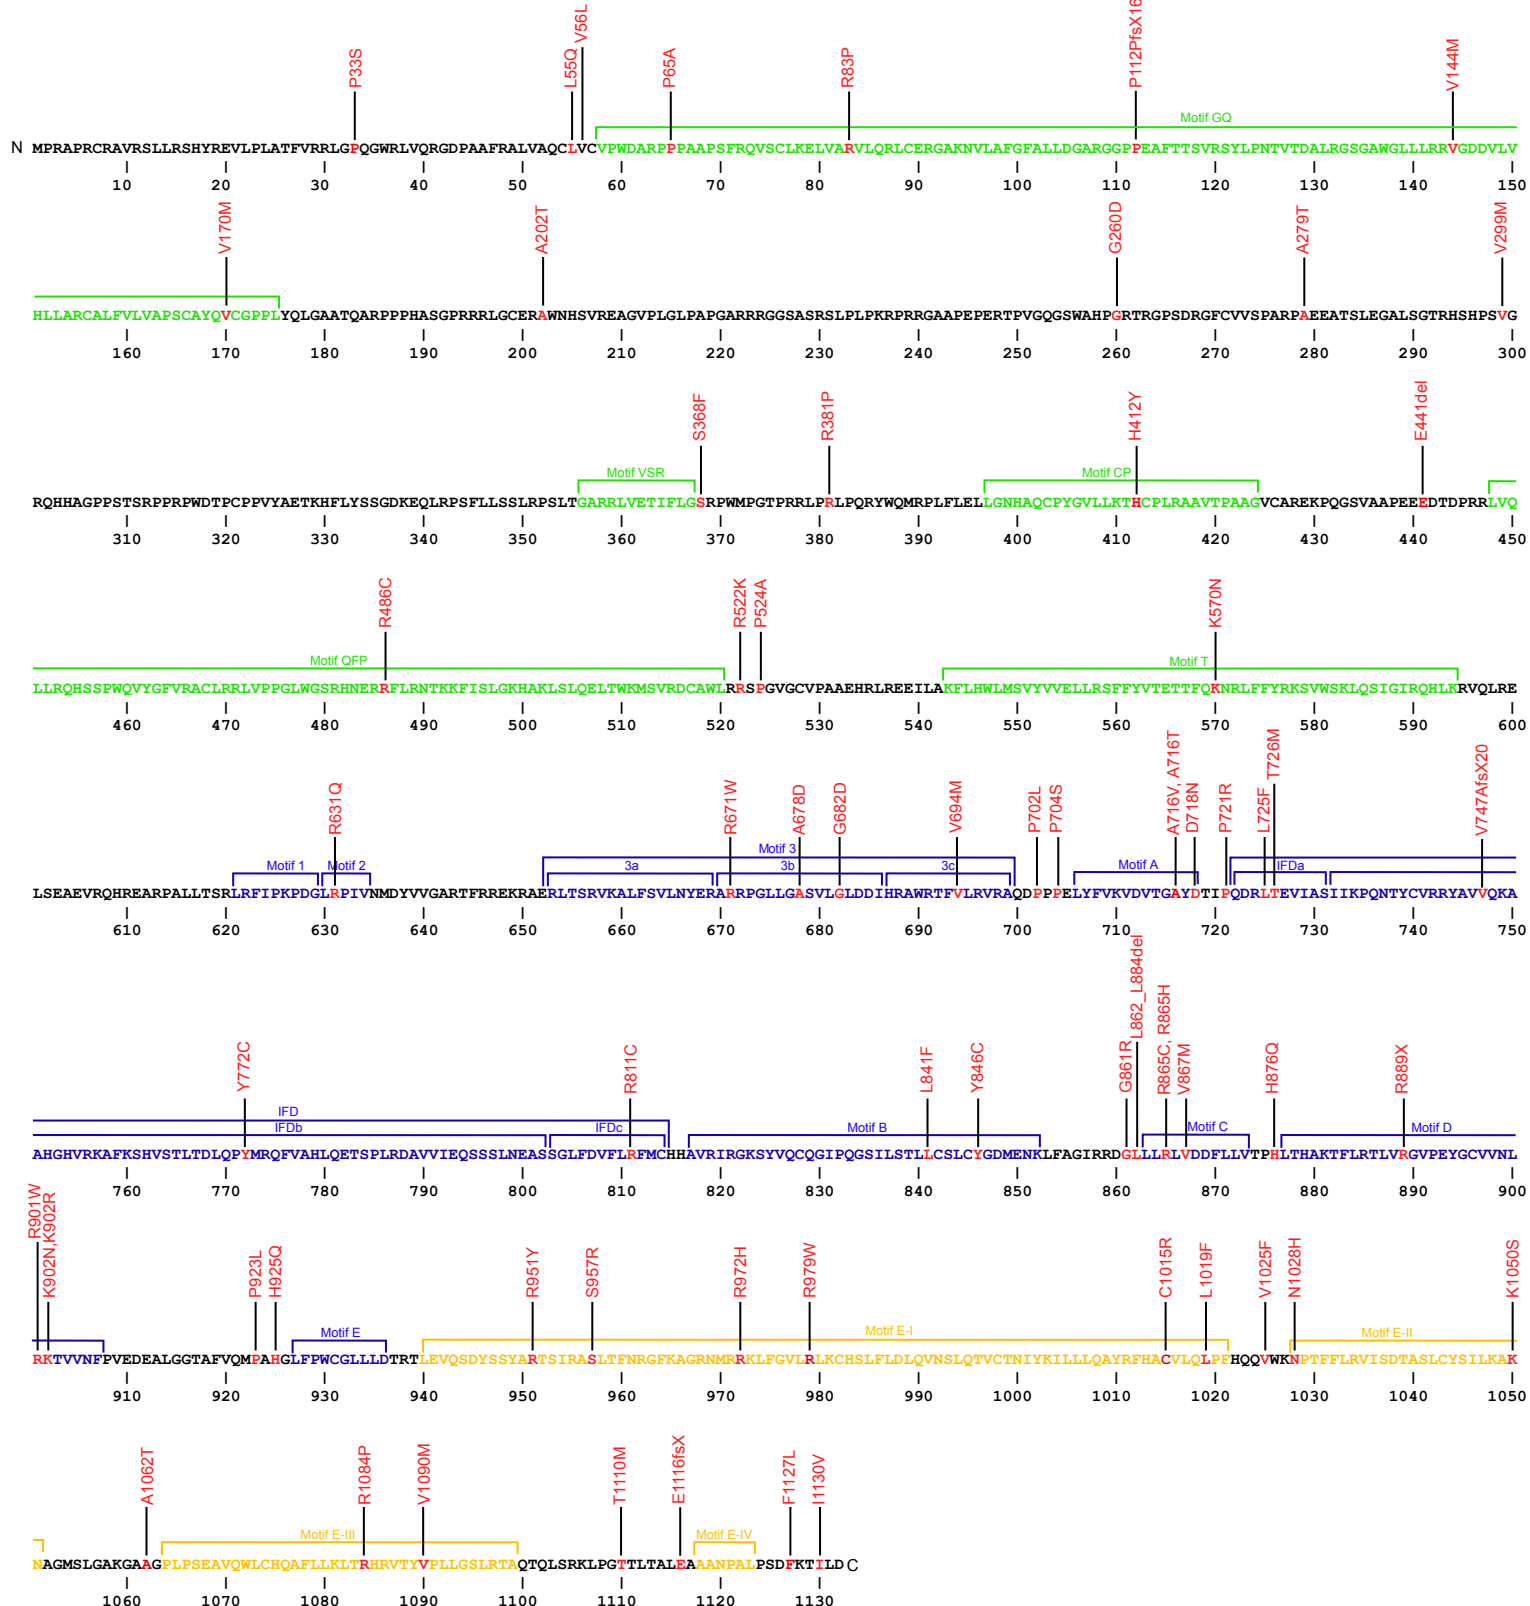 P33S L55Q V56L P65A R83P P112PfsX16 V144M
Motif GQ
N MPRAPRCRAVRSLLRSHYREVLPLATFVRRLGPQGWRLVQRGDPAAFRALVAQCLVCVPWDARPPPAAPSFRQVSCLKELVARVLQRLCERGAKNVLAFGFALLDGARGGPPEAFTTSVRSYLPNTVTDALRGSGAWGLLLRRVGDDVLV
10 20 30 40 50 60 70 80 90 100 110 120 130 140 150
V170M A202T G260D A279T V299M
HLLARCALFVLVAPSCAYQVCGPPLYQLGAATQARPPPHASGPRRRLGCERAWNHSVREAGVPLGLPAPGARRRGGSASRSLPLPKRPRRGAAPEPERTPVGQGSWAHPGRTRGPSDRGFCVVSPARPAEEATSLEGALSGTRHSHPSVG
160 170 180 190 200 210 220 230 240 250 260 270 280 290 300
S368F R381P H412Y E441del
Motif VSR Motif CP
RQHHAGPPSTSRPPRPWDTPCPPVYAETKHFLYSSGDKEQLRPSFLLSSLRPSLTGARRLVETIFLGSRPWMPGTPRRLPRLPQRYWQMRPLFLELLGNHAQCPYGVLLKTHCPLRAAVTPAAGVCAREKPQGSVAAPEEEDTDPRRLVQ
310 320 330 340 350 360 370 380 390 400 410 420 430 440 450
R486C R522K P524A K570N
Motif QFP Motif T
LLRQHSSPWQVYGFVRACLRRLVPPGLWGSRHNERRFLRNTKKFISLGKHAKLSLQELTWKMSVRDCAWLRRSPGVGCVPAAEHRLREEILAKFLHWLMSVYVVELLRSFFYVTETTFQKNRLFFYRKSVWSKLQSIGIRQHLKRVQLRE
460 470 480 490 500 510 520 530 540 550 560 570 580 590 600
R631Q R671W A678D G682D V694M P702L P704S A716V, A716T D718N P721R L725F T726M V747AfsX20
Motif 3
Motif 1 Motif 2 3a 3b 3c Motif A IFDa
LSEAEVRQHREARPALLTSRLRFIPKPDGLRPIVNMDYVVGARTFRREKRAERLTSRVKALFSVLNYERARRPGLLGASVLGLDDIHRAWRTFVLRVRAQDPPPELYFVKVDVTGAYDTIPQDRLTEVIASIIKPQNTYCVRRYAVVQKA
610 620 630 640 650 660 670 680 690 700 710 720 730 740 750
Y772C R811C L841F Y846C G861R L862_L884del R865C, R865H V867M H876Q R889X
IFD
IFDb IFDc Motif B Motif C Motif D
AHGHVRKAFKSHVSTLTDLQPYMRQFVAHLQETSPLRDAVVIEQSSSLNEASSGLFDVFLRFMCHHAVRIRGKSYVQCQGIPQGSILSTLLCSLCYGDMENKLFAGIRRDGLLLRLVDDFLLVTPHLTHAKTFLRTLVRGVPEYGCVVNL
760 770 780 790 800 810 820 830 840 850 860 870 880 890 900
R901W K902N,K902R P923L H925Q R951Y S957R R972H R979W C1015R L1019F V1025F N1028H K1050S
Motif E Motif E-I Motif E-II
RKTVVNFPVEDEALGGTAFVQMPAHGLFPWCGLLLDTRTLEVQSDYSSYARTSIRASLTFNRGFKAGRNMRRKLFGVLRLKCHSLFLDLQVNSLQTVCTNIYKILLLQAYRFHACVLQLPFHQQVWKNPTFFLRVISDTASLCYSILKAK
910 920 930 940 950 960 970 980 990 1000 1010 1020 1030 1040 1050
A1062T R1084P V1090M T1110M E1116fsX F1127L I1130V
Motif E-III Motif E-IV
NAGMSLGAKGAAGPLPSEAVQWLCHQAFLLKLTRHRVTYVPLLGSLRTAQTQLSRKLPGTTLTALEAAANPALPSDFKTILD C
1060 1070 1080 1090 1100 1110 1120 1130